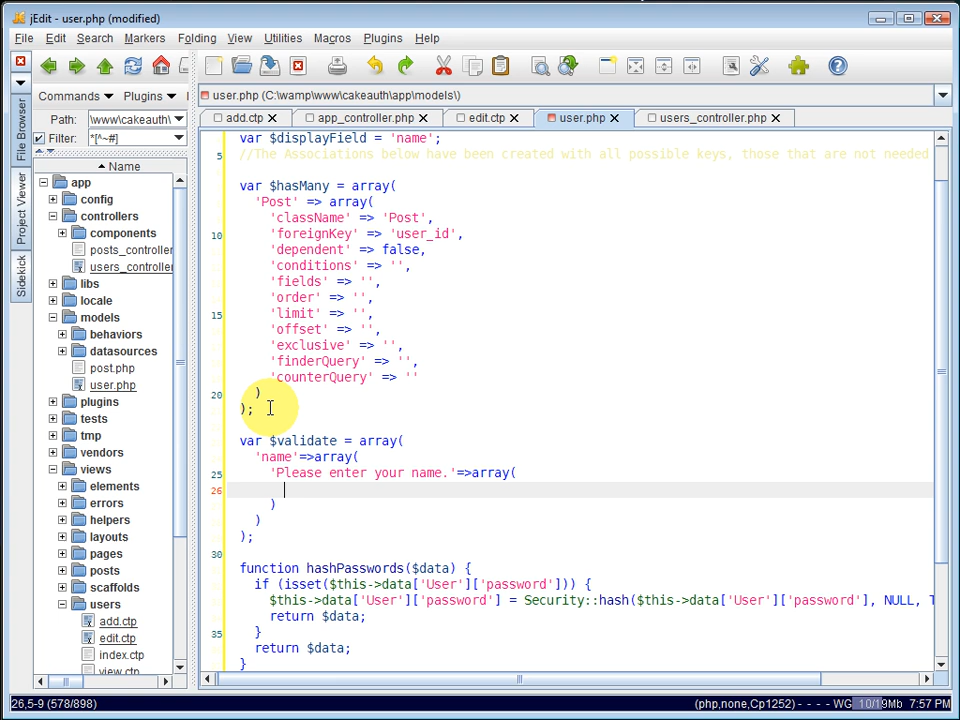 jEdit - user.php (modified)
File Edit Search Markers Folding View Utilities Macros Plugins Help
Commands Plugins
user.php (C:\wamp\www\cakeauth\app\models\)
Path: \www\cakeauth\
Filter: *[^~#]
add.ctp app_controller.php edit.ctp user.php users_controller.php
File Browser
Project Viewer
Sidekick
Name
app
config
controllers
components
posts_controller
users_controller
libs
locale
models
behaviors
datasources
post.php
user.php
plugins
tests
tmp
vendors
views
elements
errors
helpers
layouts
pages
posts
scaffolds
users
add.ctp
edit.ctp
index.ctp
view.ctp
var $displayField = 'name';
5 //The Associations below have been created with all possible keys, those that are not needed
var $hasMany = array(
'Post' => array(
'className' => 'Post',
10 'foreignKey' => 'user_id',
'dependent' => false,
'conditions' => '',
'fields' => '',
'order' => '',
15 'limit' => '',
'offset' => '',
'exclusive' => '',
'finderQuery' => '',
'counterQuery' => ''
20 )
);
var $validate = array(
'name'=>array(
25 'Please enter your name.'=>array(
26
)
)
);
30
function hashPasswords($data) {
if (isset($this->data['User']['password'])) {
$this->data['User']['password'] = Security::hash($this->data['User']['password'], NULL, T
return $data;
35 }
return $data;
}
26,5-9 (578/898) (php,none,Cp1252) - - - - WG 10/19Mb 7:57 PM